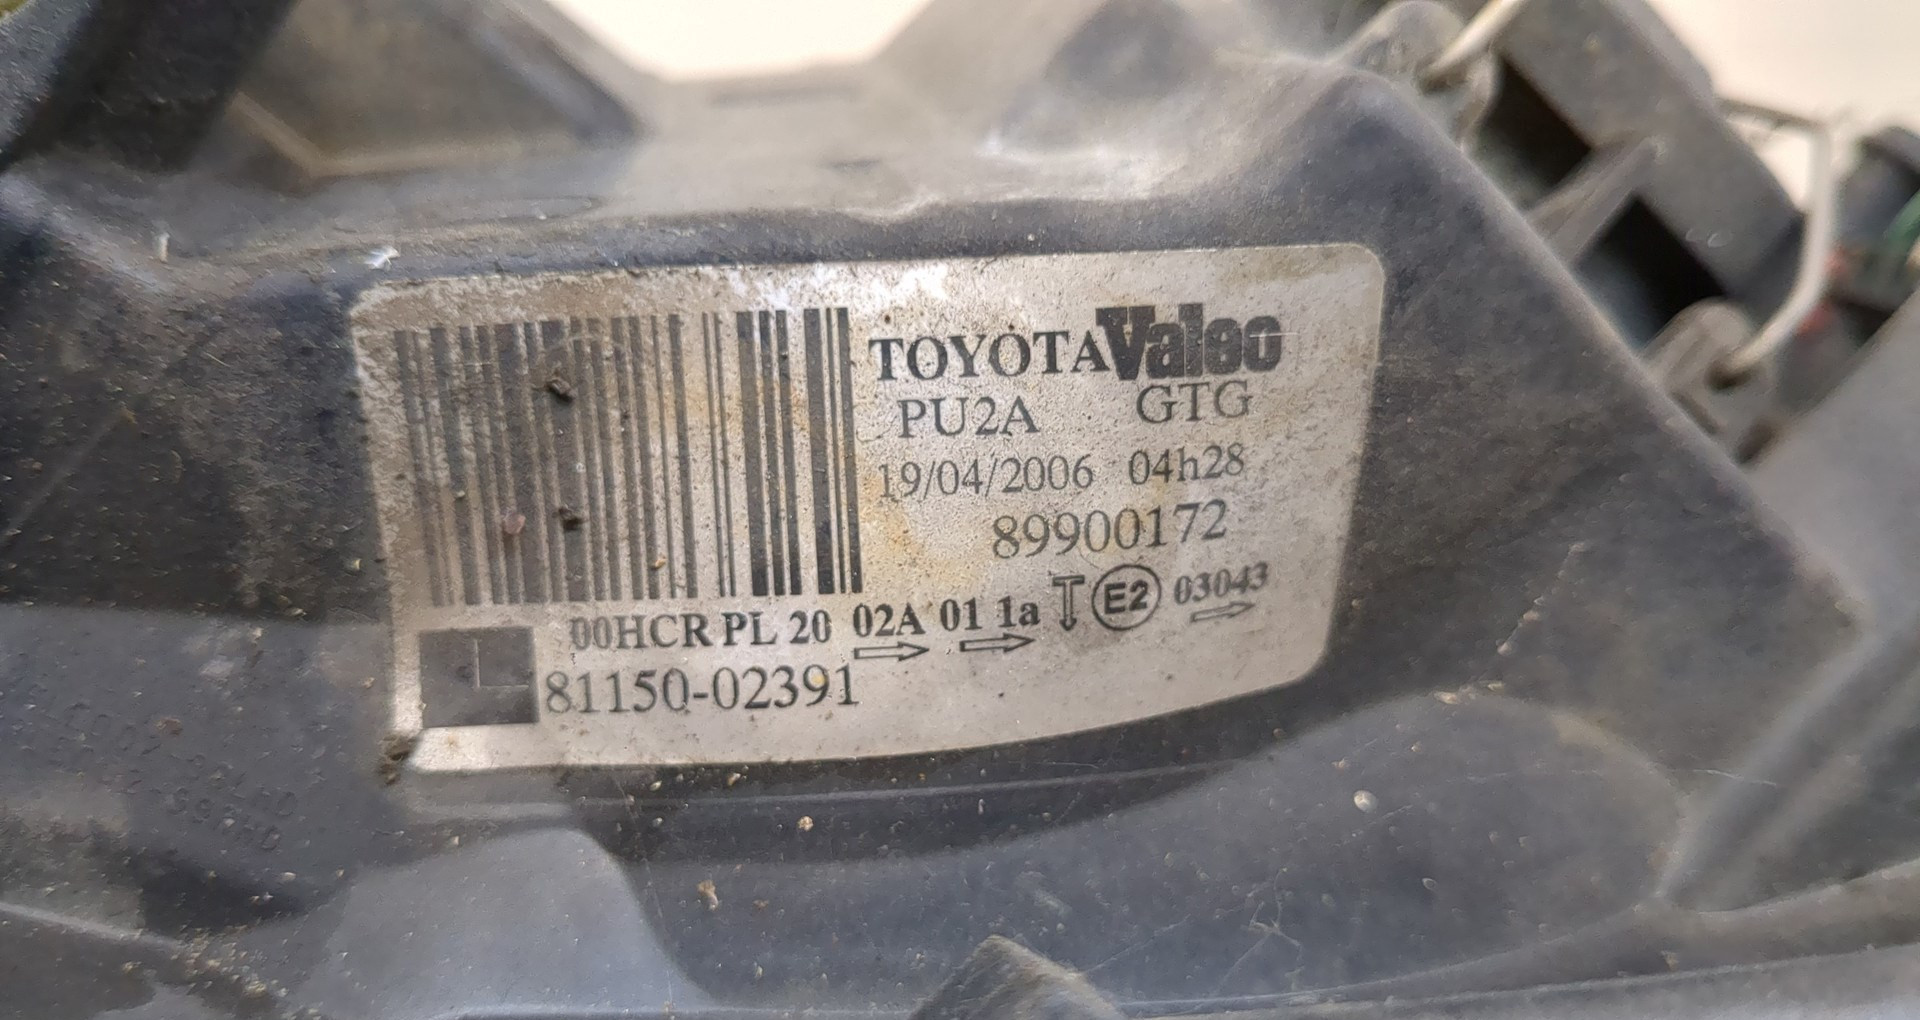 TOYOTA Valeo
PU2A GTG
19/04/2006 04h28
89900172
00HCR PL 20 02A 01 1a T E2 03043
L 81150-02391